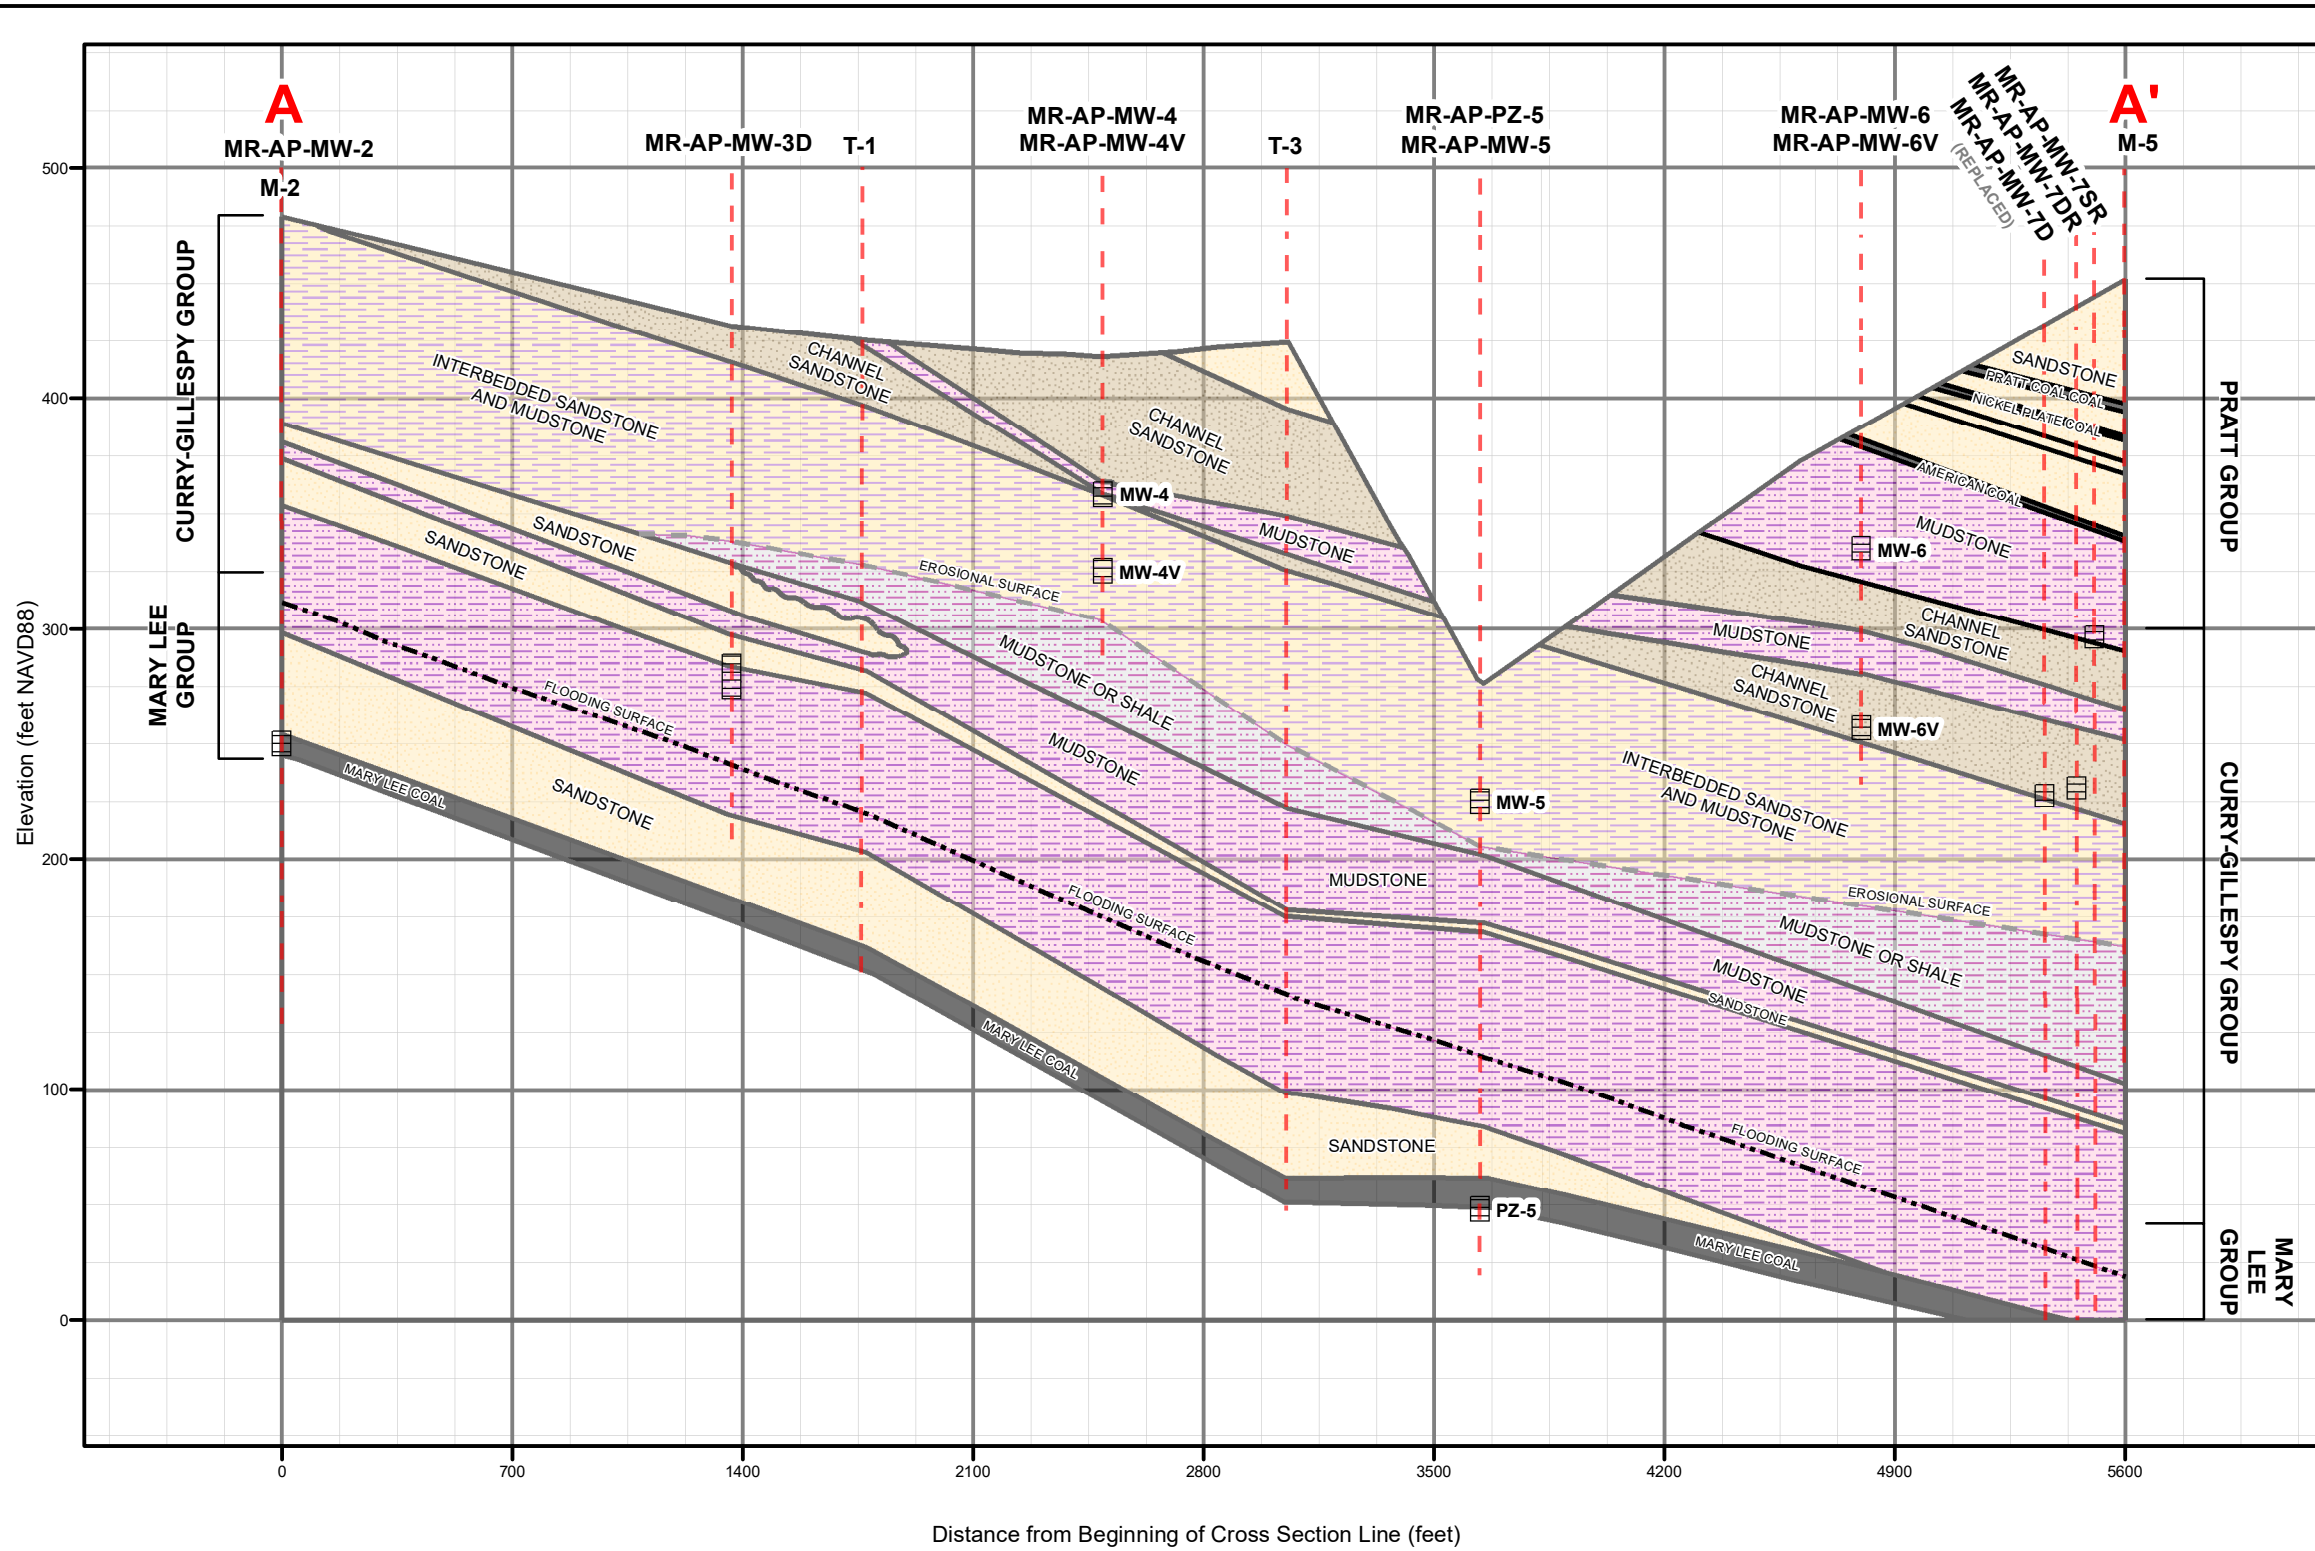 A
A'
MR-AP-MW-2
M-2
MR-AP-MW-3D
T-1
MR-AP-MW-4
MR-AP-MW-4V
T-3
MR-AP-PZ-5
MR-AP-MW-5
MR-AP-MW-6
MR-AP-MW-6V
MR-AP-MW-7SR
MR-AP-MW-7DR
MR-AP-MW-7D
(REPLACED)
M-5
Elevation (feet NAVD88)
500
400
300
200
100
0
CURRY-GILLESPY GROUP
MARY LEE
GROUP
INTERBEDDED SANDSTONE
AND MUDSTONE
CHANNEL
SANDSTONE
CHANNEL
SANDSTONE
SANDSTONE
SANDSTONE
MW-4
MW-4V
MUDSTONE
EROSIONAL SURFACE
MUDSTONE OR SHALE
FLOODING SURFACE
MUDSTONE
MARY LEE COAL
SANDSTONE
MW-5
MUDSTONE
FLOODING SURFACE
MARY LEE COAL
SANDSTONE
PZ-5
SANDSTONE
PRATT COAL COAL
NICKEL PLATE COAL
AMERICAN COAL
MUDSTONE
MW-6
CHANNEL
SANDSTONE
MUDSTONE
CHANNEL
SANDSTONE
MW-6V
INTERBEDDED SANDSTONE
AND MUDSTONE
EROSIONAL SURFACE
MUDSTONE OR SHALE
MUDSTONE
SANDSTONE
FLOODING SURFACE
MARY LEE COAL
PRATT GROUP
CURRY-GILLESPY GROUP
MARY
LEE
GROUP
0
700
1400
2100
2800
3500
4200
4900
5600
Distance from Beginning of Cross Section Line (feet)